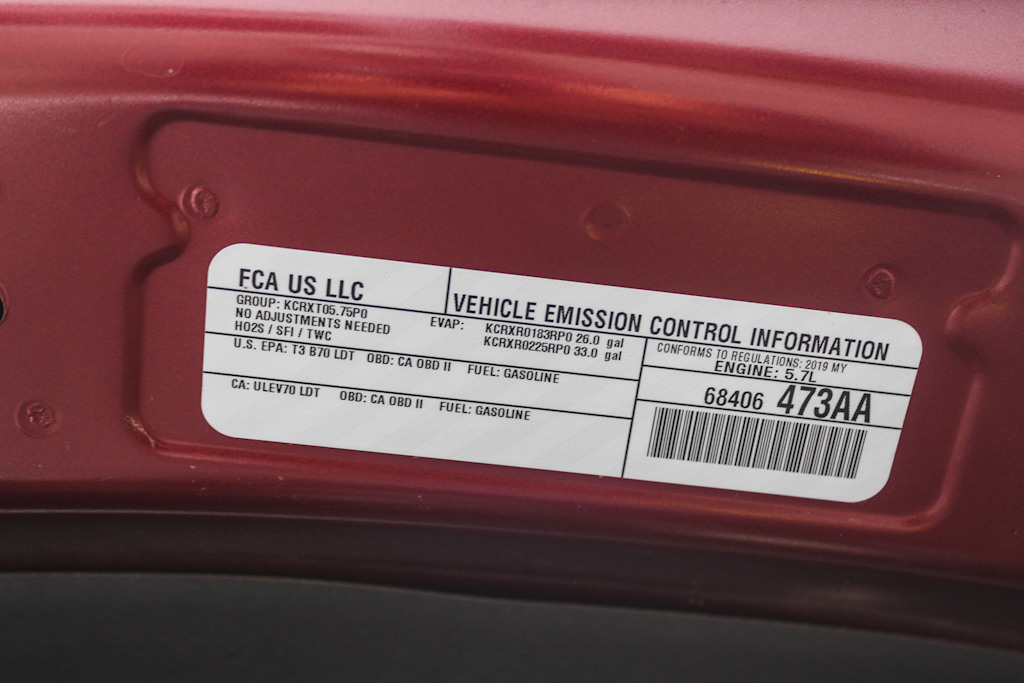 FCA US LLC
VEHICLE EMISSION CONTROL INFORMATION
GROUP: KCRXT05.75P0
NO ADJUSTMENTS NEEDED
HO2S / SFI / TWC
EVAP: KCRXR0183RP0 26.0 gal
KCRXR0225RP0 33.0 gal
CONFORMS TO REGULATIONS: 2019 MY
U.S. EPA: T3 B70 LDT OBD: CA OBD II FUEL: GASOLINE
ENGINE: 5.7L
CA: ULEV70 LDT OBD: CA OBD II FUEL: GASOLINE
68406 473AA